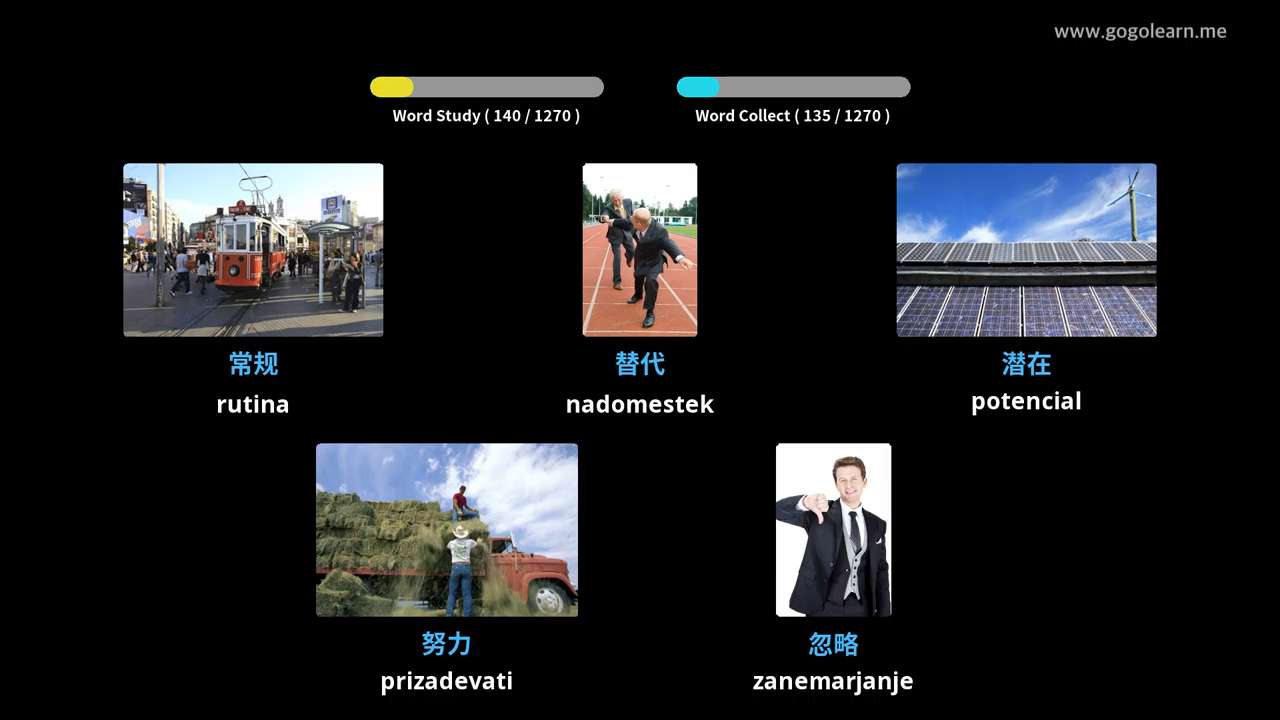 www.gogolearn.me
Word Study ( 140 / 1270 )
Word Collect ( 135 / 1270 )
常规
rutina
替代
nadomestek
潜在
potencial
努力
prizadevati
忽略
zanemarjanje